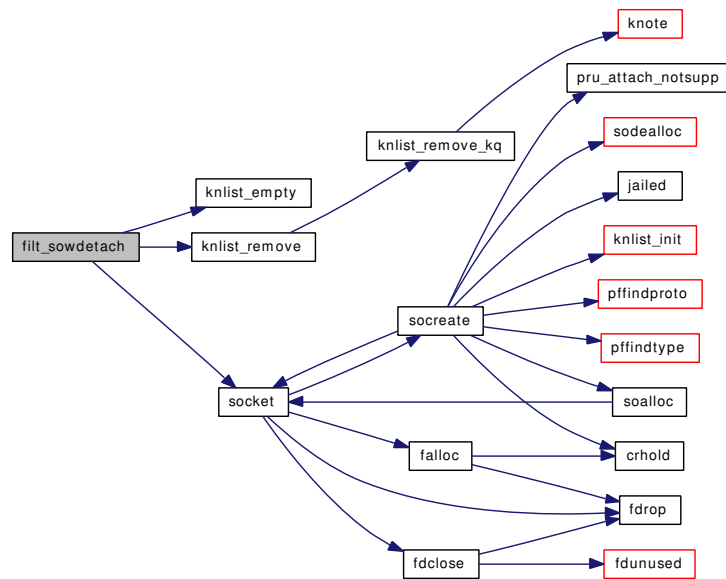 knote
pru_attach_notsupp
knlist_remove_kq
sodealloc
knlist_empty
jailed
filt_sowdetach
knlist_remove
knlist_init
pffindproto
socreate
pffindtype
socket
soalloc
falloc
crhold
fdrop
fdclose
fdunused